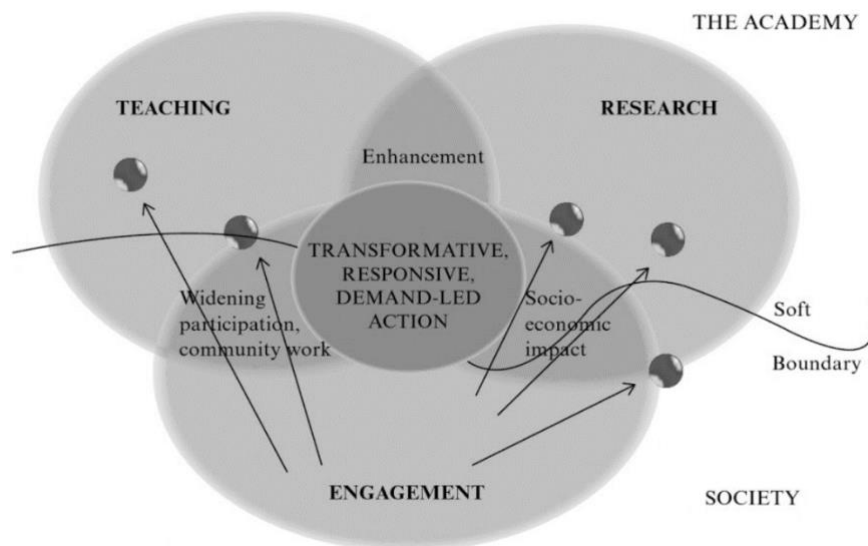 THE ACADEMY
TEACHING
RESEARCH
Enhancement
TRANSFORMATIVE,
RESPONSIVE,
DEMAND-LED
ACTION
Widening
participation,
community work
Socio-
economic
impact
Soft
Boundary
ENGAGEMENT
SOCIETY